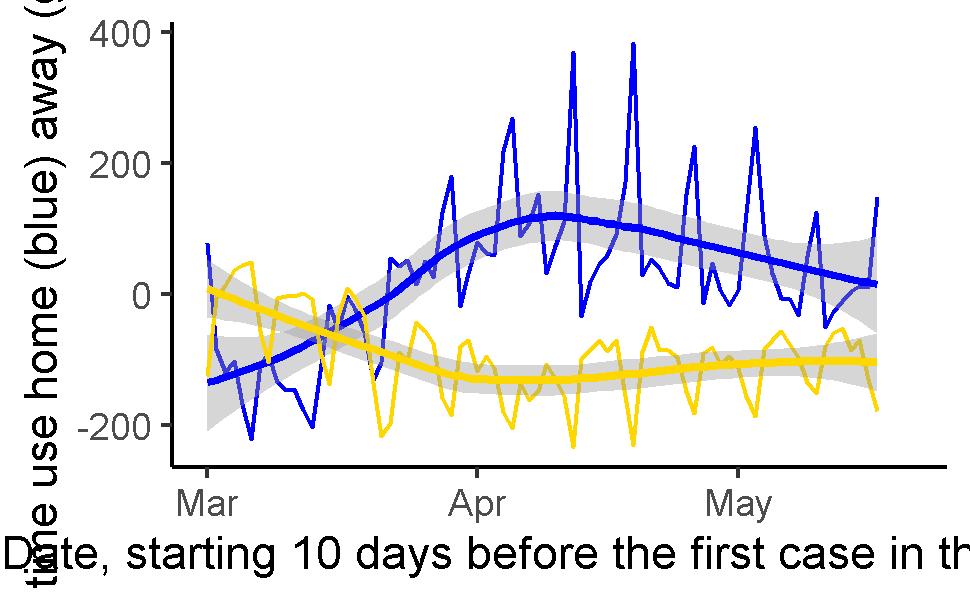 time use home (blue) away (
400
200
0
-200
Mar Apr May
Date, starting 10 days before the first case in th